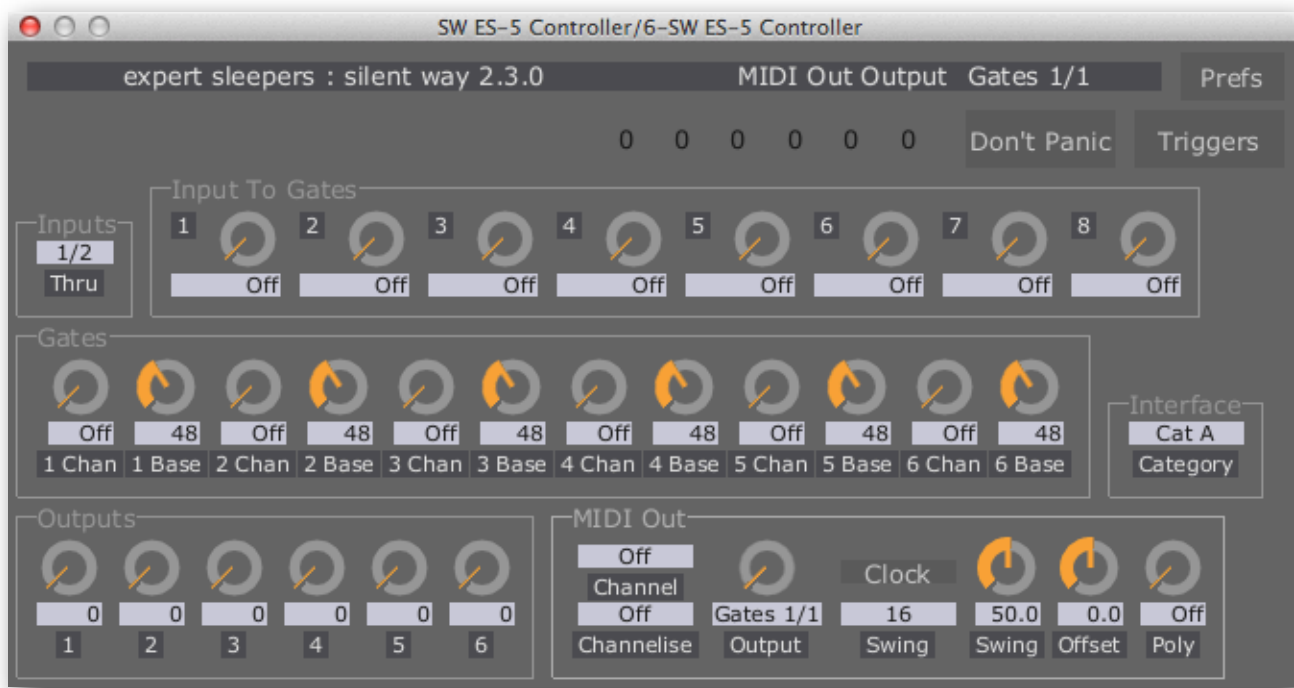 SW ES-5 Controller/6-SW ES-5 Controller
expert sleepers : silent way 2.3.0 MIDI Out Output Gates 1/1 Prefs
0 0 0 0 0 0 Don't Panic Triggers
Inputs
1/2
Thru
Input To Gates
1 2 3 4 5 6 7 8
Off Off Off Off Off Off Off Off
Gates
Off 48 Off 48 Off 48 Off 48 Off 48 Off 48
1 Chan 1 Base 2 Chan 2 Base 3 Chan 3 Base 4 Chan 4 Base 5 Chan 5 Base 6 Chan 6 Base
Interface
Cat A
Category
Outputs
0 0 0 0 0 0
1 2 3 4 5 6
MIDI Out
Off
Channel Clock
Off Gates 1/1 16 50.0 0.0 Off
Channelise Output Swing Swing Offset Poly